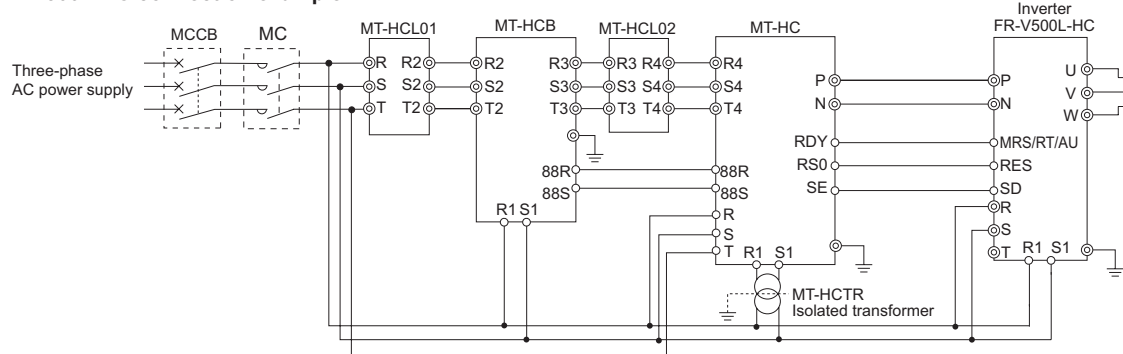 Inverter
FR-V500L-HC
MT-HCL01
MT-HCB
MT-HCL02
MT-HC
MCCB
MC
Three-phase
AC power supply
R R2 R2 R3 R3 R4 R4
S S2 S2 S3 S3 S4 S4
T T2 T2 T3 T3 T4 T4
P P U
N N V
W
RDY MRS/RT/AU
RS0 RES
SE SD
88R 88R
88S 88S
R1 S1
R R
S S
T R1 S1 T R1 S1
MT-HCTR
Isolated transformer